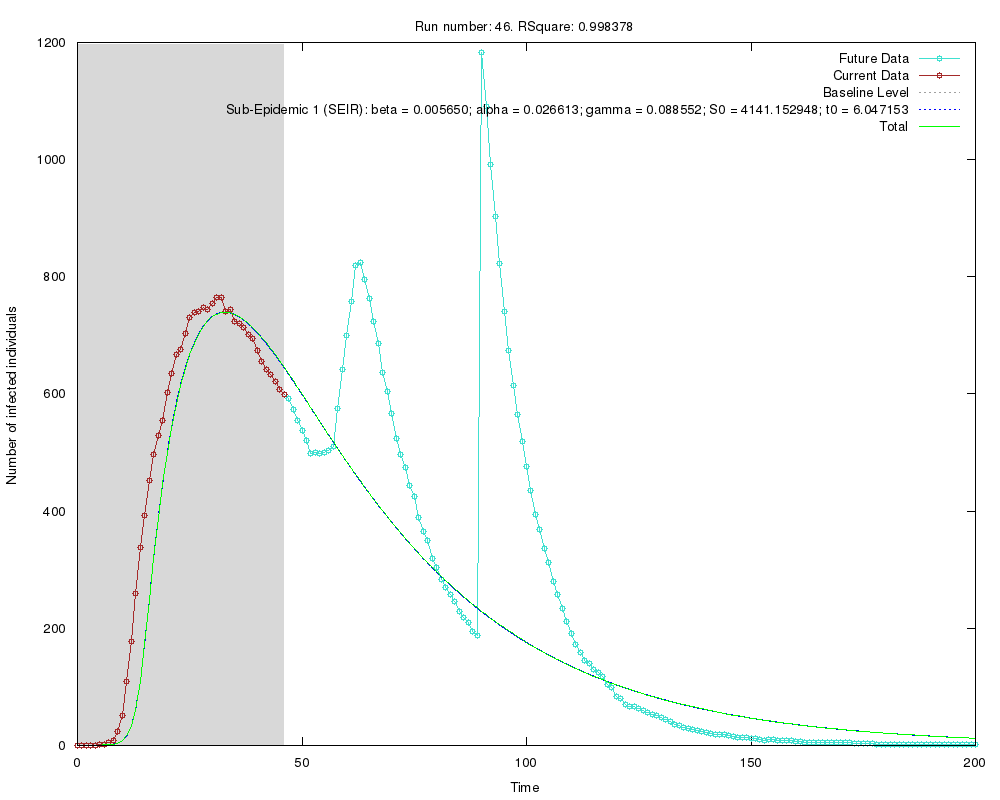 Run number: 46. RSquare: 0.998378
1200
1000
800
600
400
200
0
Number of infected individuals
Future Data
Current Data
Baseline Level
Sub-Epidemic 1 (SEIR): beta = 0.005650; alpha = 0.026613; gamma = 0.088552; S0 = 4141.152948; t0 = 6.047153
Total
0
50
100
150
200
Time